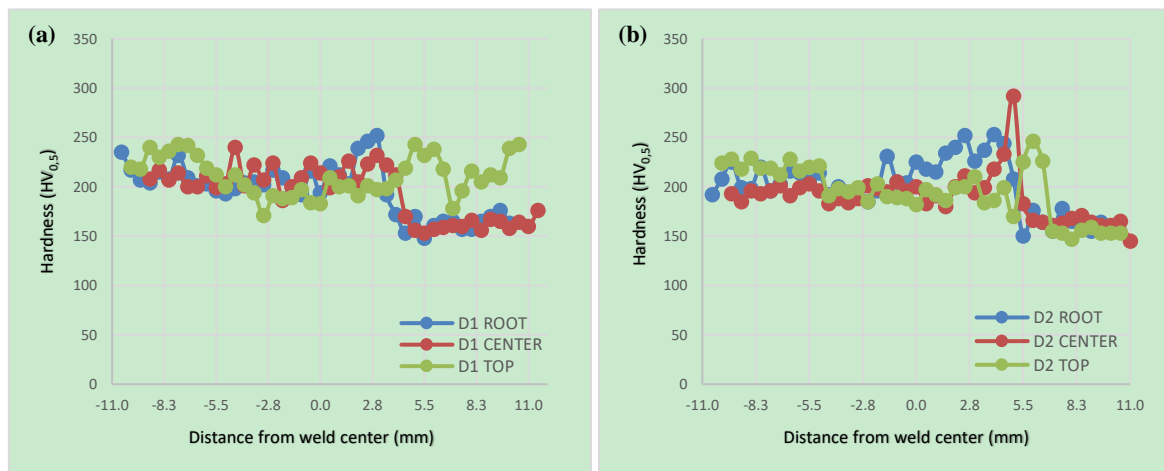 (a)
350
300
250
200
150
100
50
0
Hardness (HV0,5)
-11.0 -8.3 -5.5 -2.8 0.0 2.8 5.5 8.3 11.0
Distance from weld center (mm)
D1 ROOT
D1 CENTER
D1 TOP
(b)
350
300
250
200
150
100
50
0
Hardness (HV0,5)
-11.0 -8.3 -5.5 -2.8 0.0 2.8 5.5 8.3 11.0
Distance from weld center (mm)
D2 ROOT
D2 CENTER
D2 TOP